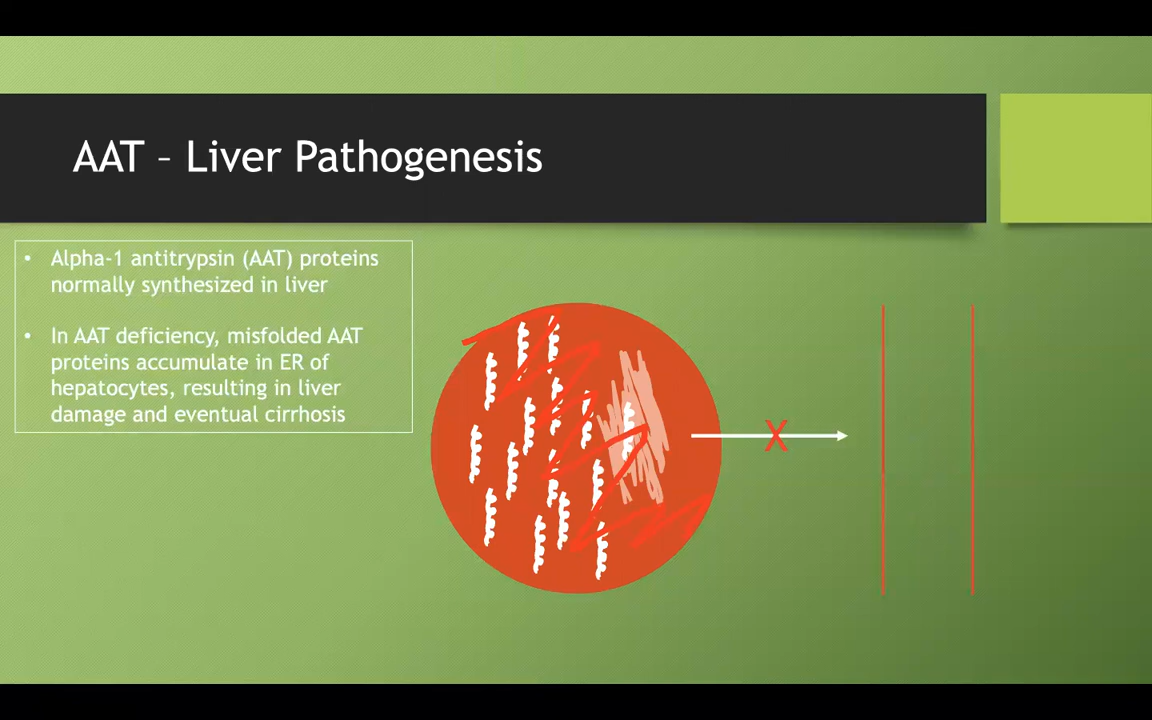 AAT – Liver Pathogenesis
• Alpha-1 antitrypsin (AAT) proteins
normally synthesized in liver
• In AAT deficiency, misfolded AAT
proteins accumulate in ER of
hepatocytes, resulting in liver
damage and eventual cirrhosis
X